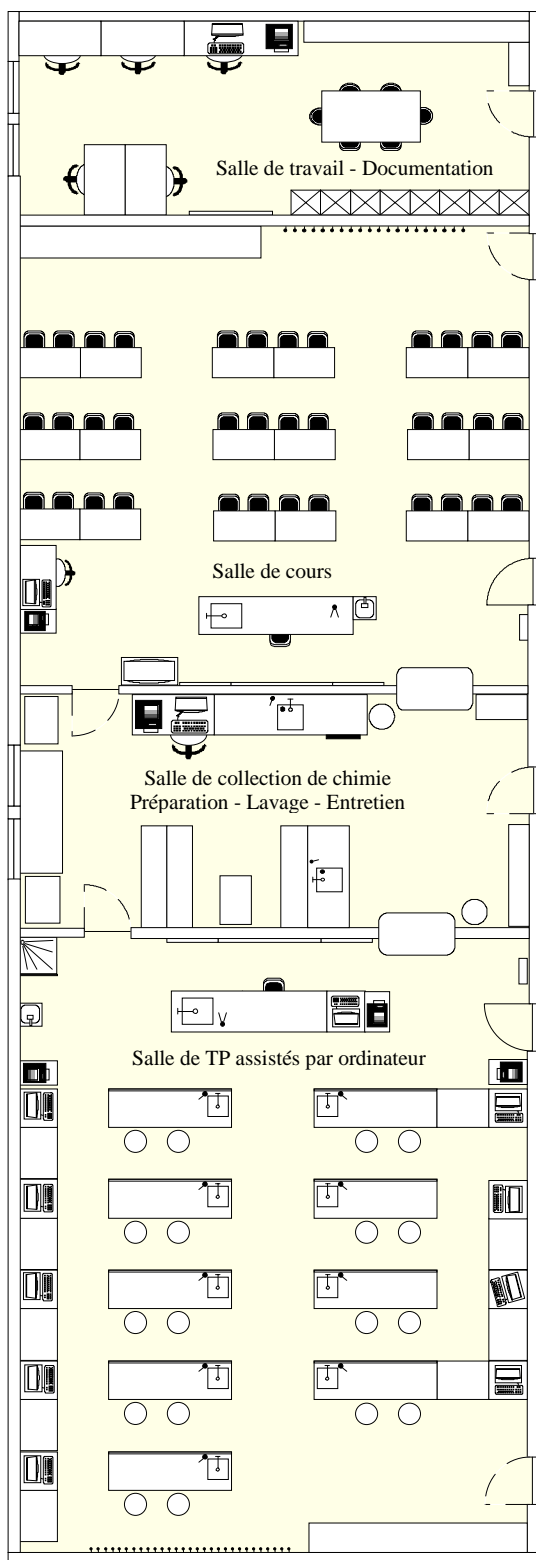 Salle de travail - Documentation
Salle de cours
Salle de collection de chimie
Préparation - Lavage - Entretien
Salle de TP assistés par ordinateur